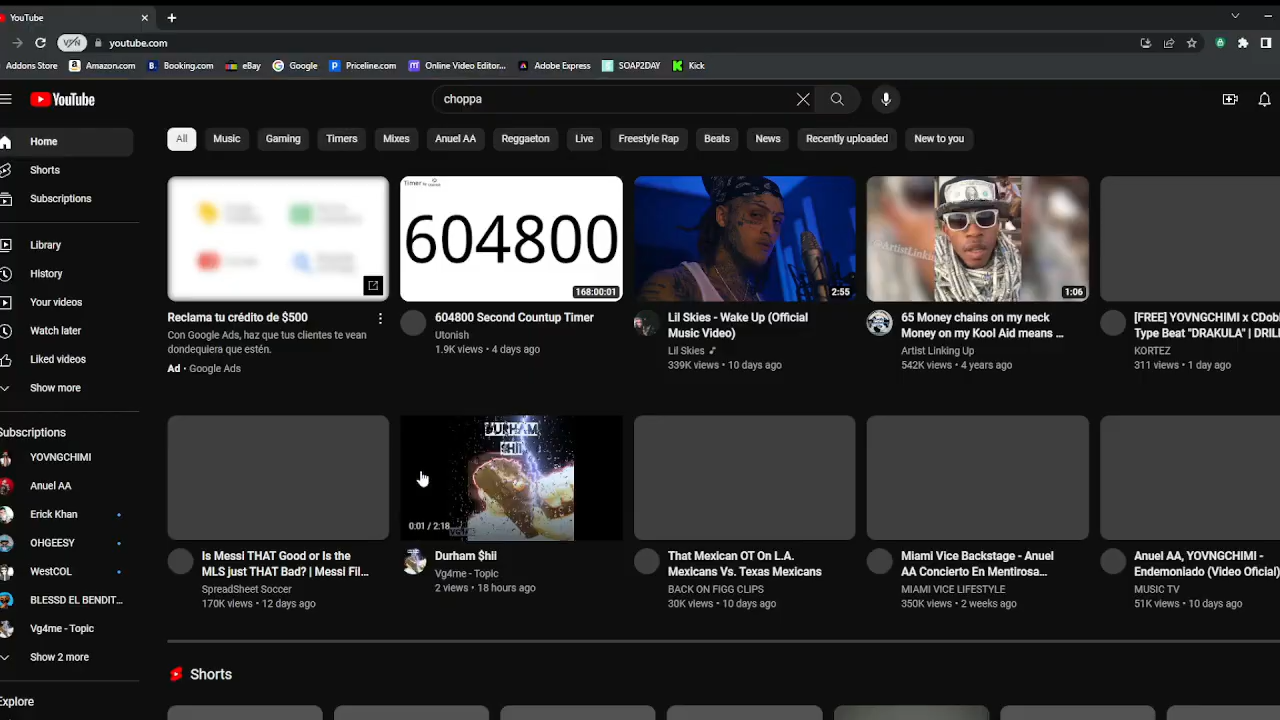 YouTube
youtube.com
Addons Store
Amazon.com
Booking.com
eBay
Google
Priceline.com
Online Video Editor...
Adobe Express
SOAP2DAY
Kick
YouTube
choppa
Home
Shorts
Subscriptions
Library
History
Your videos
Watch later
Liked videos
Show more
Subscriptions
YOVNGCHIMI
Anuel AA
Erick Khan
OHGEESY
WestCOL
BLESSD EL BENDIT...
Vg4me - Topic
Show 2 more
Explore
All
Music
Gaming
Timers
Mixes
Anuel AA
Reggaeton
Live
Freestyle Rap
Beats
News
Recently uploaded
New to you
Reclama tu crédito de $500
Con Google Ads, haz que tus clientes te vean
dondequiera que estén.
Ad · Google Ads
604800
168:00:01
604800 Second Countup Timer
Utonish
1.9K views • 4 days ago
2:55
Lil Skies - Wake Up (Official
Music Video)
Lil Skies
339K views • 10 days ago
1:06
65 Money chains on my neck
Money on my Kool Aid means ...
Artist Linking Up
542K views • 4 years ago
[FREE] YOVNGCHIMI x CDobl
Type Beat "DRAKULA" | DRILL
KORTEZ
311 views • 1 day ago
Is Messi THAT Good or Is the
MLS just THAT Bad? | Messi Fil...
SpreadSheet Soccer
170K views • 12 days ago
DURHAM
$HII
0:01 / 2:18
Durham $hii
Vg4me - Topic
2 views • 18 hours ago
That Mexican OT On L.A.
Mexicans Vs. Texas Mexicans
BACK ON FIGG CLIPS
30K views • 10 days ago
Miami Vice Backstage - Anuel
AA Concierto En Mentirosa...
MIAMI VICE LIFESTYLE
350K views • 2 weeks ago
Anuel AA, YOVNGCHIMI -
Endemoniado (Video Oficial)
MUSIC TV
51K views • 10 days ago
Shorts